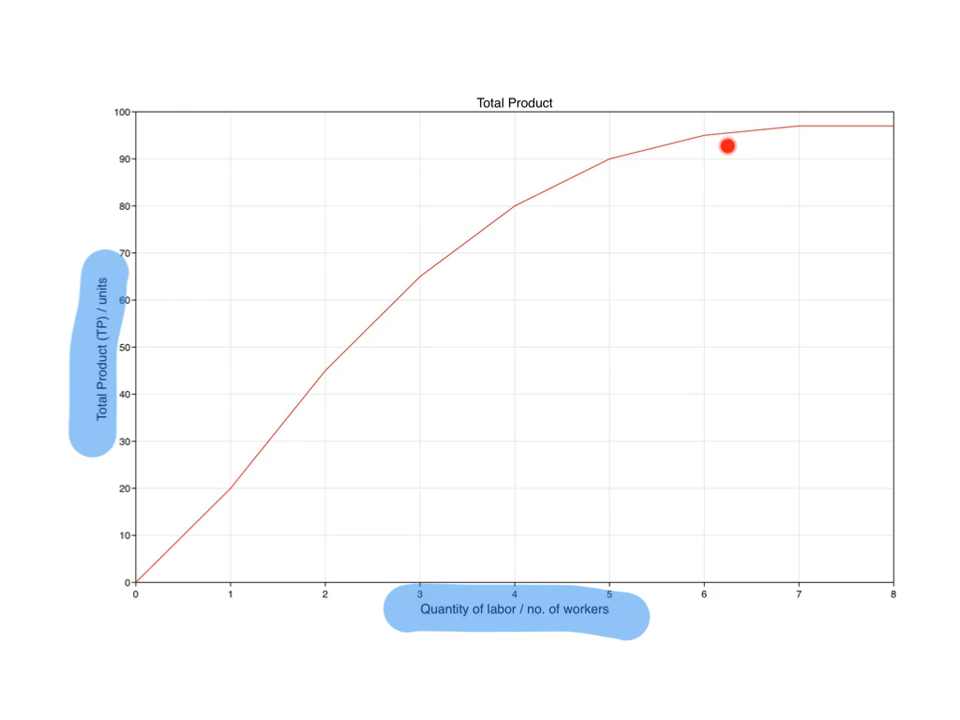 Total Product
100
90
80
70
60
50
40
30
20
10
0
Total Product (TP) / units
0 1 2 3 4 5 6 7 8
Quantity of labor / no. of workers